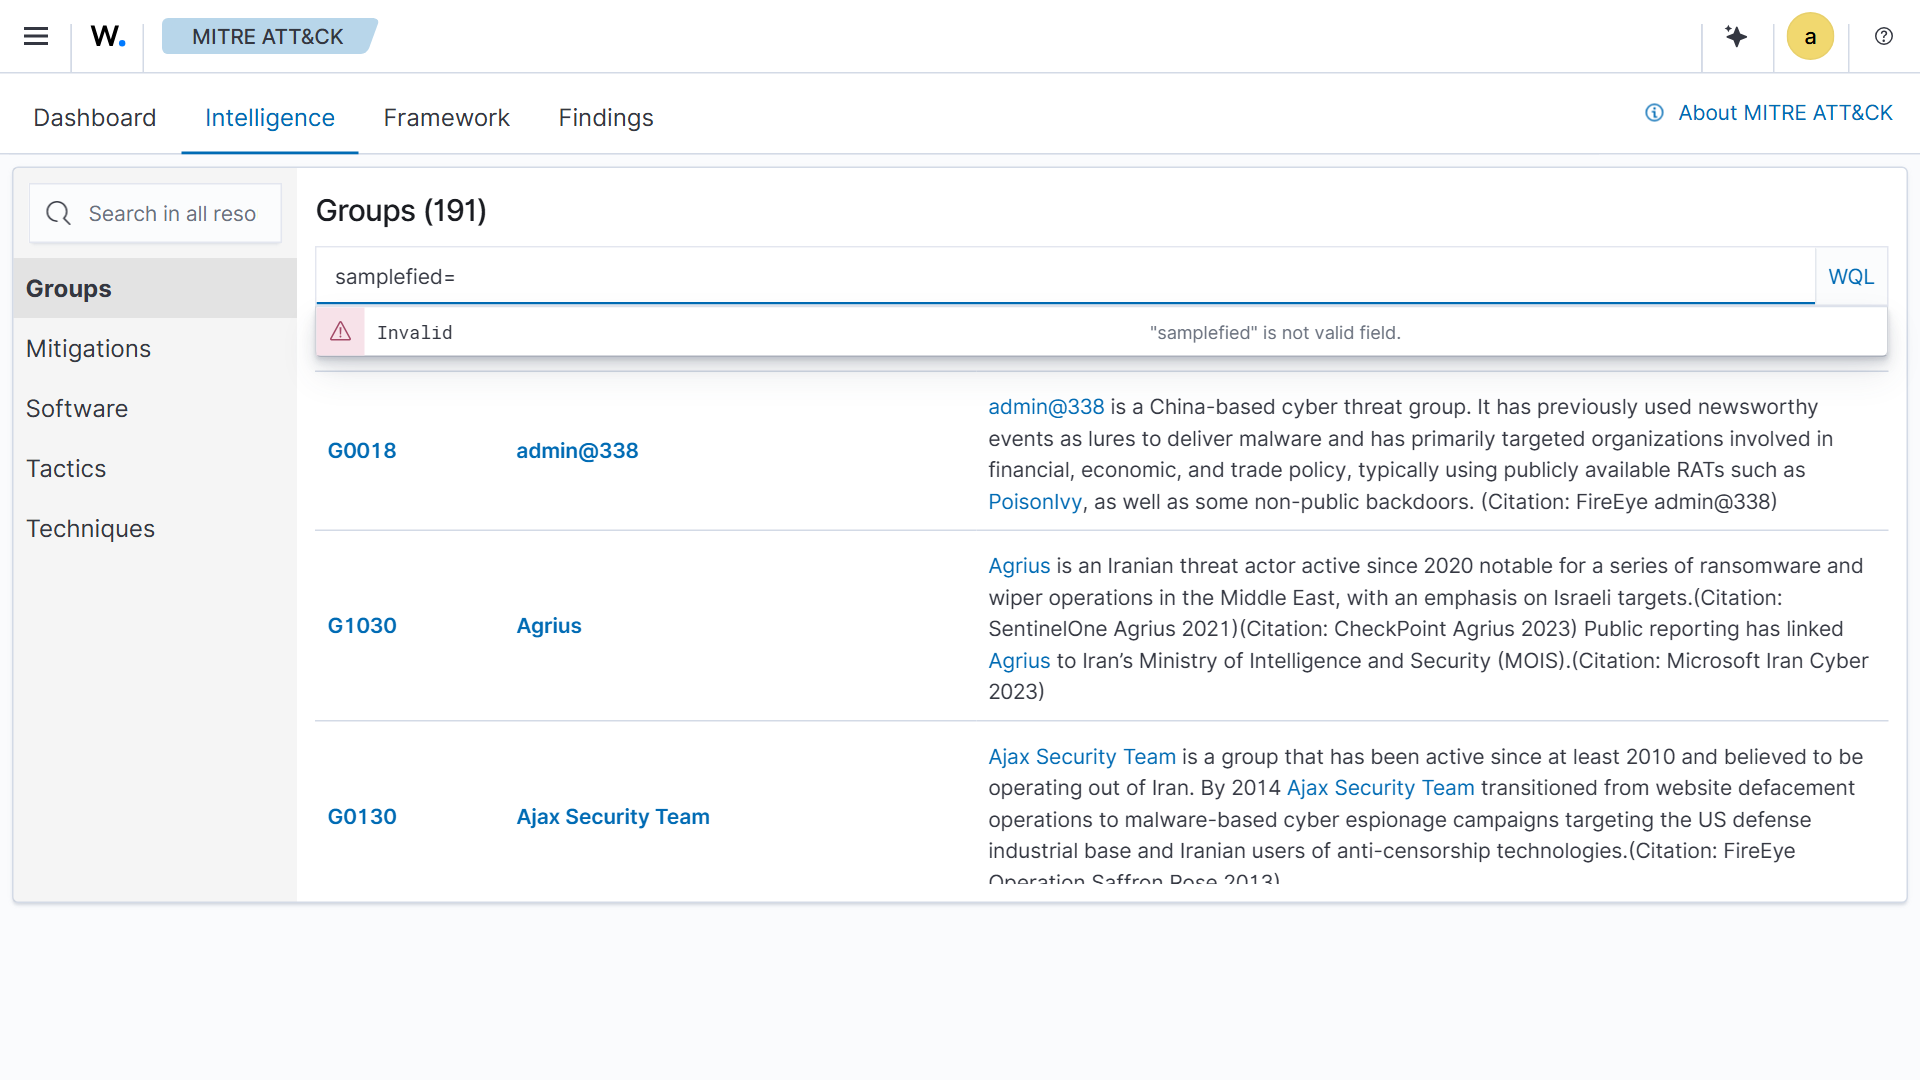 W.
MITRE ATT&CK
a
Dashboard
Intelligence
Framework
Findings
About MITRE ATT&CK
Search in all reso
Groups
Mitigations
Software
Tactics
Techniques
Groups (191)
samplefied=
WQL
Invalid
"samplefied" is not valid field.
G0018
admin@338
admin@338 is a China-based cyber threat group. It has previously used newsworthy
events as lures to deliver malware and has primarily targeted organizations involved in
financial, economic, and trade policy, typically using publicly available RATs such as
PoisonIvy, as well as some non-public backdoors. (Citation: FireEye admin@338)
G1030
Agrius
Agrius is an Iranian threat actor active since 2020 notable for a series of ransomware and
wiper operations in the Middle East, with an emphasis on Israeli targets.(Citation:
SentinelOne Agrius 2021)(Citation: CheckPoint Agrius 2023) Public reporting has linked
Agrius to Iran’s Ministry of Intelligence and Security (MOIS).(Citation: Microsoft Iran Cyber
2023)
G0130
Ajax Security Team
Ajax Security Team is a group that has been active since at least 2010 and believed to be
operating out of Iran. By 2014 Ajax Security Team transitioned from website defacement
operations to malware-based cyber espionage campaigns targeting the US defense
industrial base and Iranian users of anti-censorship technologies.(Citation: FireEye
Operation Saffron Rose 2013)